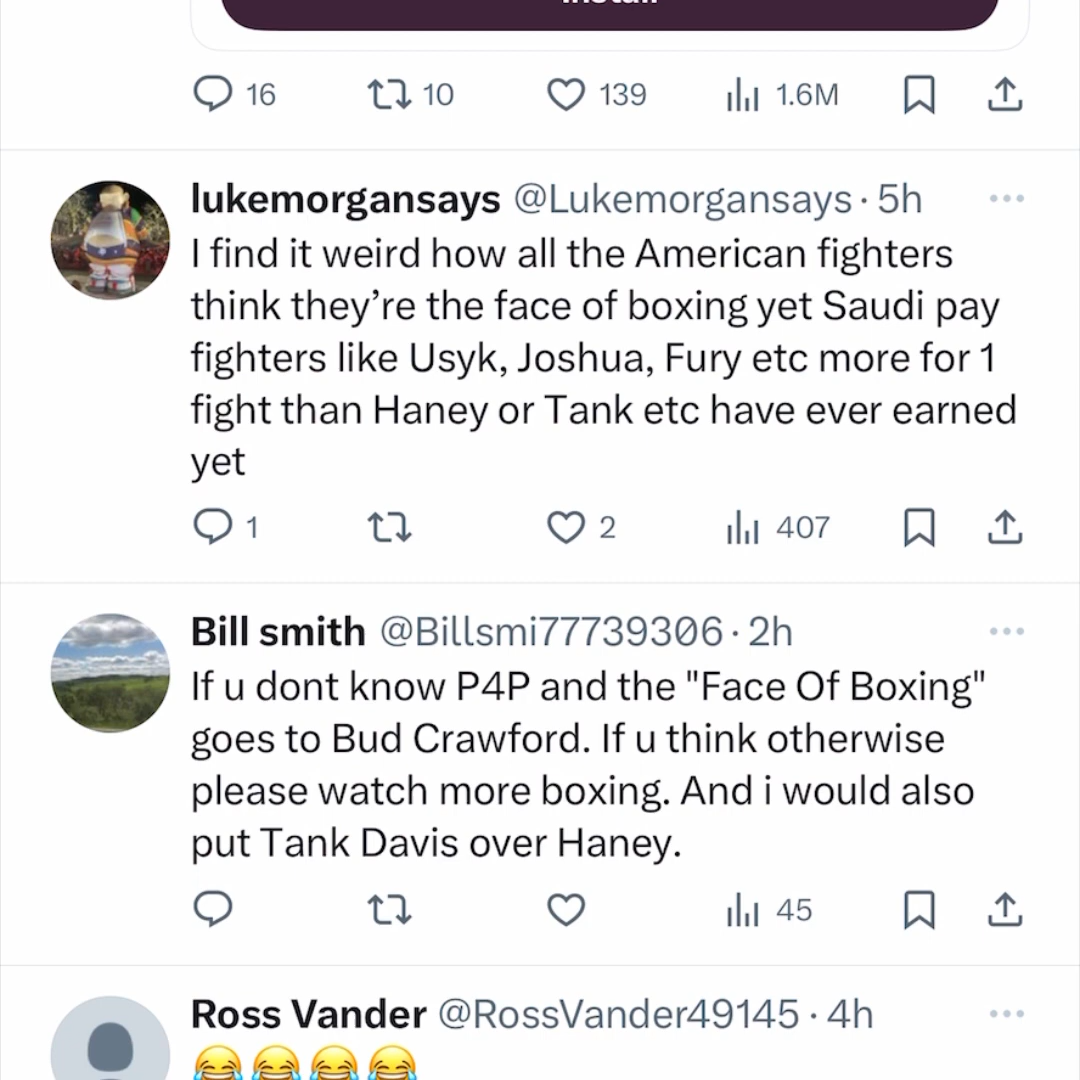 16 10 139 1.6M
lukemorgansays @Lukemorgansays · 5h
I find it weird how all the American fighters
think they’re the face of boxing yet Saudi pay
fighters like Usyk, Joshua, Fury etc more for 1
fight than Haney or Tank etc have ever earned
yet
1 2 407
Bill smith @Billsmi77739306 · 2h
If u dont know P4P and the "Face Of Boxing"
goes to Bud Crawford. If u think otherwise
please watch more boxing. And i would also
put Tank Davis over Haney.
45
Ross Vander @RossVander49145 · 4h
😂😂😂😂